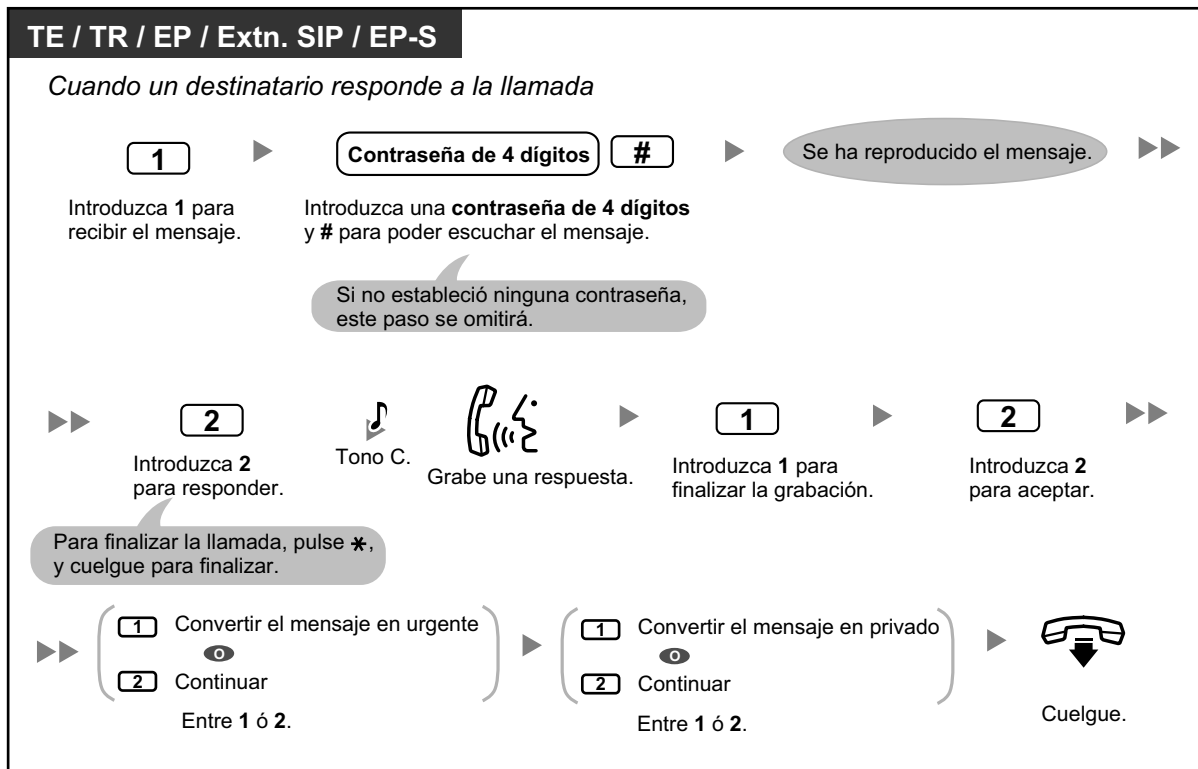 TE / TR / EP / Extn. SIP / EP-S
Cuando un destinatario responde a la llamada
1
Contraseña de 4 dígitos #
Se ha reproducido el mensaje.
Introduzca 1 para
recibir el mensaje.
Introduzca una contraseña de 4 dígitos
y # para poder escuchar el mensaje.
Si no estableció ninguna contraseña,
este paso se omitirá.
2
Tono C.
Grabe una respuesta.
1
2
Introduzca 2
para responder.
Introduzca 1 para
finalizar la grabación.
Introduzca 2
para aceptar.
Para finalizar la llamada, pulse *,
y cuelgue para finalizar.
1 Convertir el mensaje en urgente
O
2 Continuar
Entre 1 ó 2.
1 Convertir el mensaje en privado
O
2 Continuar
Entre 1 ó 2.
Cuelgue.